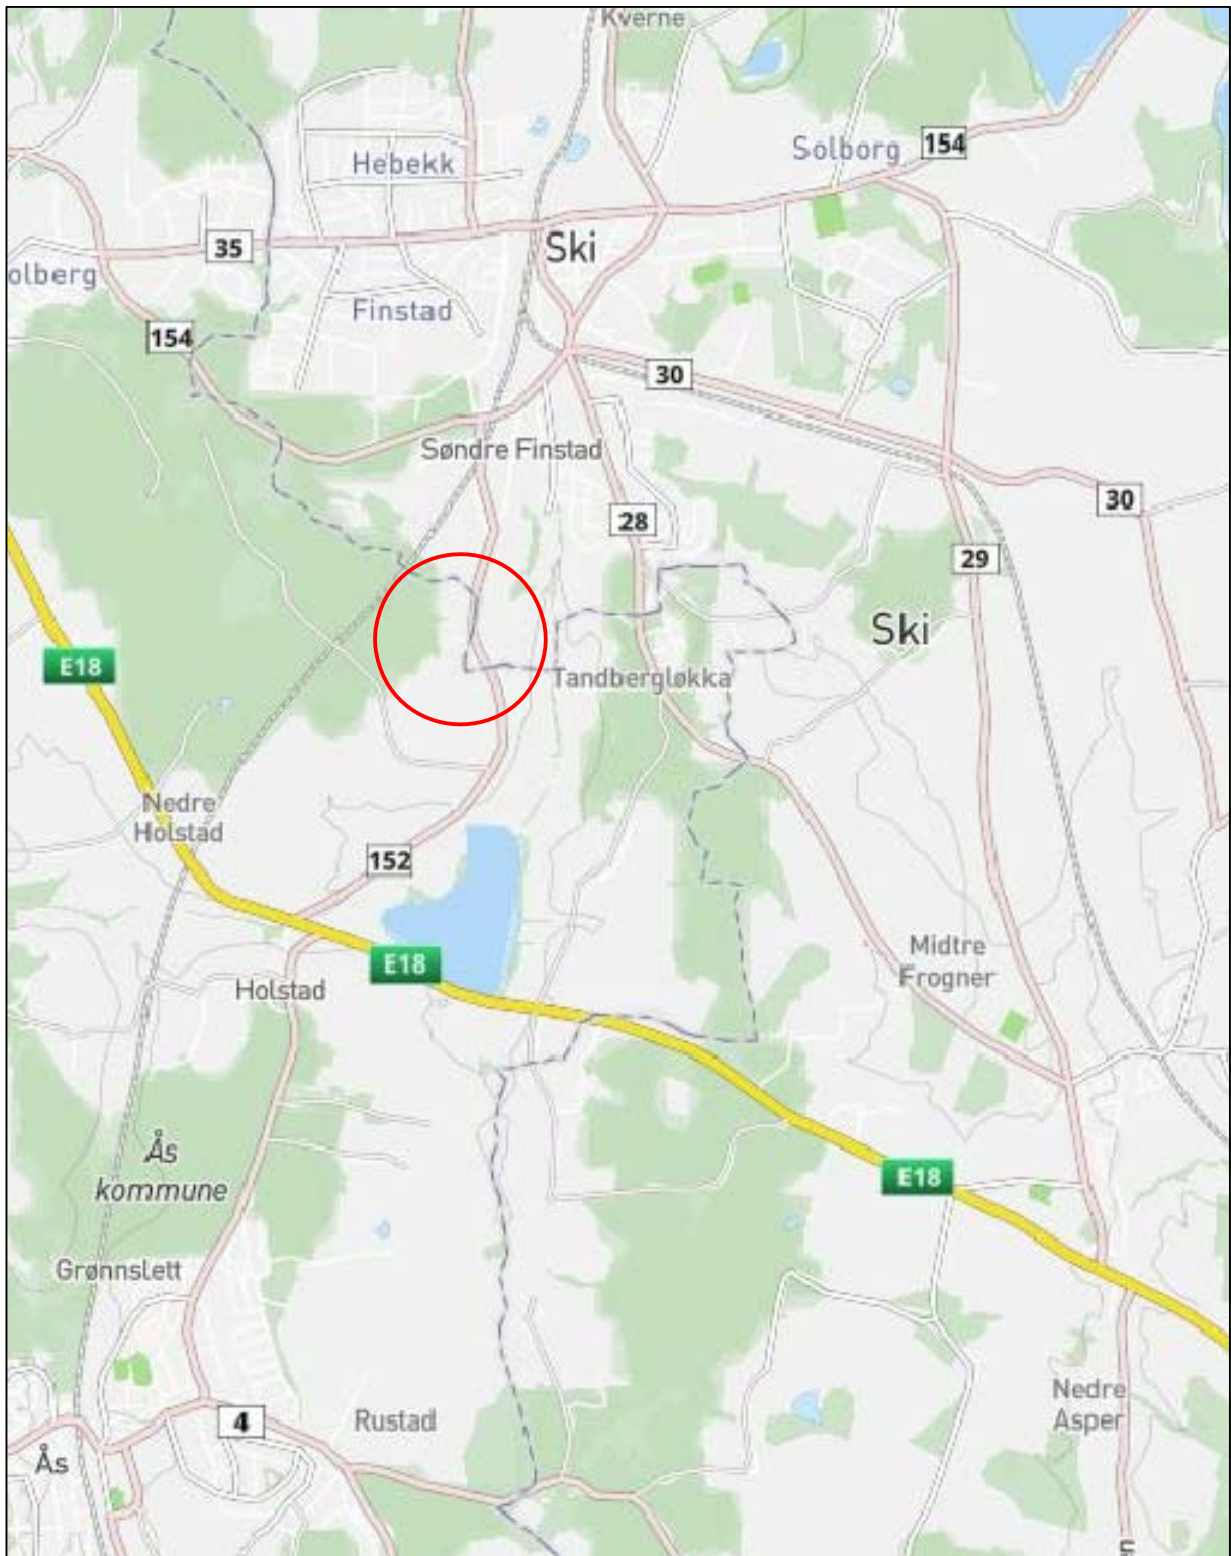 Kverne
Solborg
154
Hebekk
35
Ski
olberg
Finstad
154
30
Søndre Finstad
30
28
29
Ski
E18
Tandbergløkka
Nedre
Holstad
152
Midtre
Frogner
E18
Holstad
Ås
kommune
E18
Grønnslett
Nedre
Asper
4
Rustad
Ås